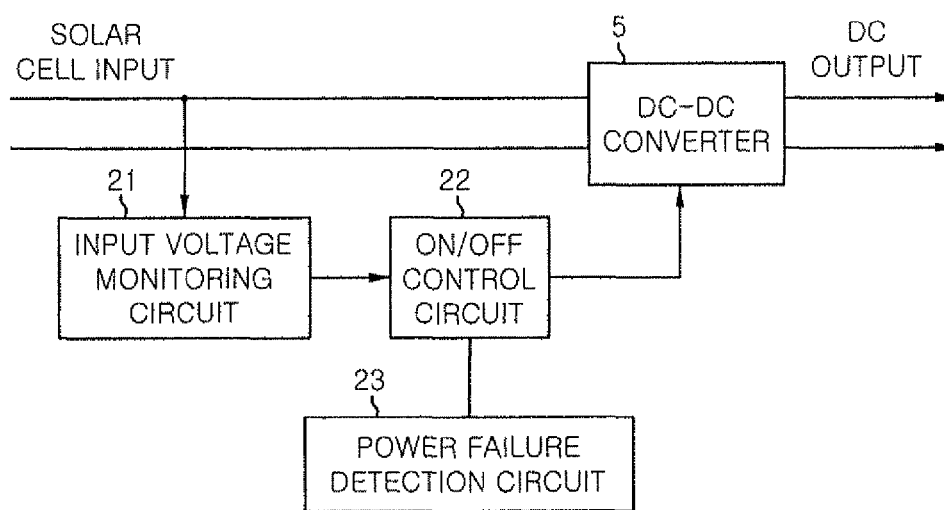 SOLAR
CELL INPUT
5
DC
OUTPUT
DC-DC
CONVERTER
21
INPUT VOLTAGE
MONITORING
CIRCUIT
22
ON/OFF
CONTROL
CIRCUIT
23
POWER FAILURE
DETECTION CIRCUIT